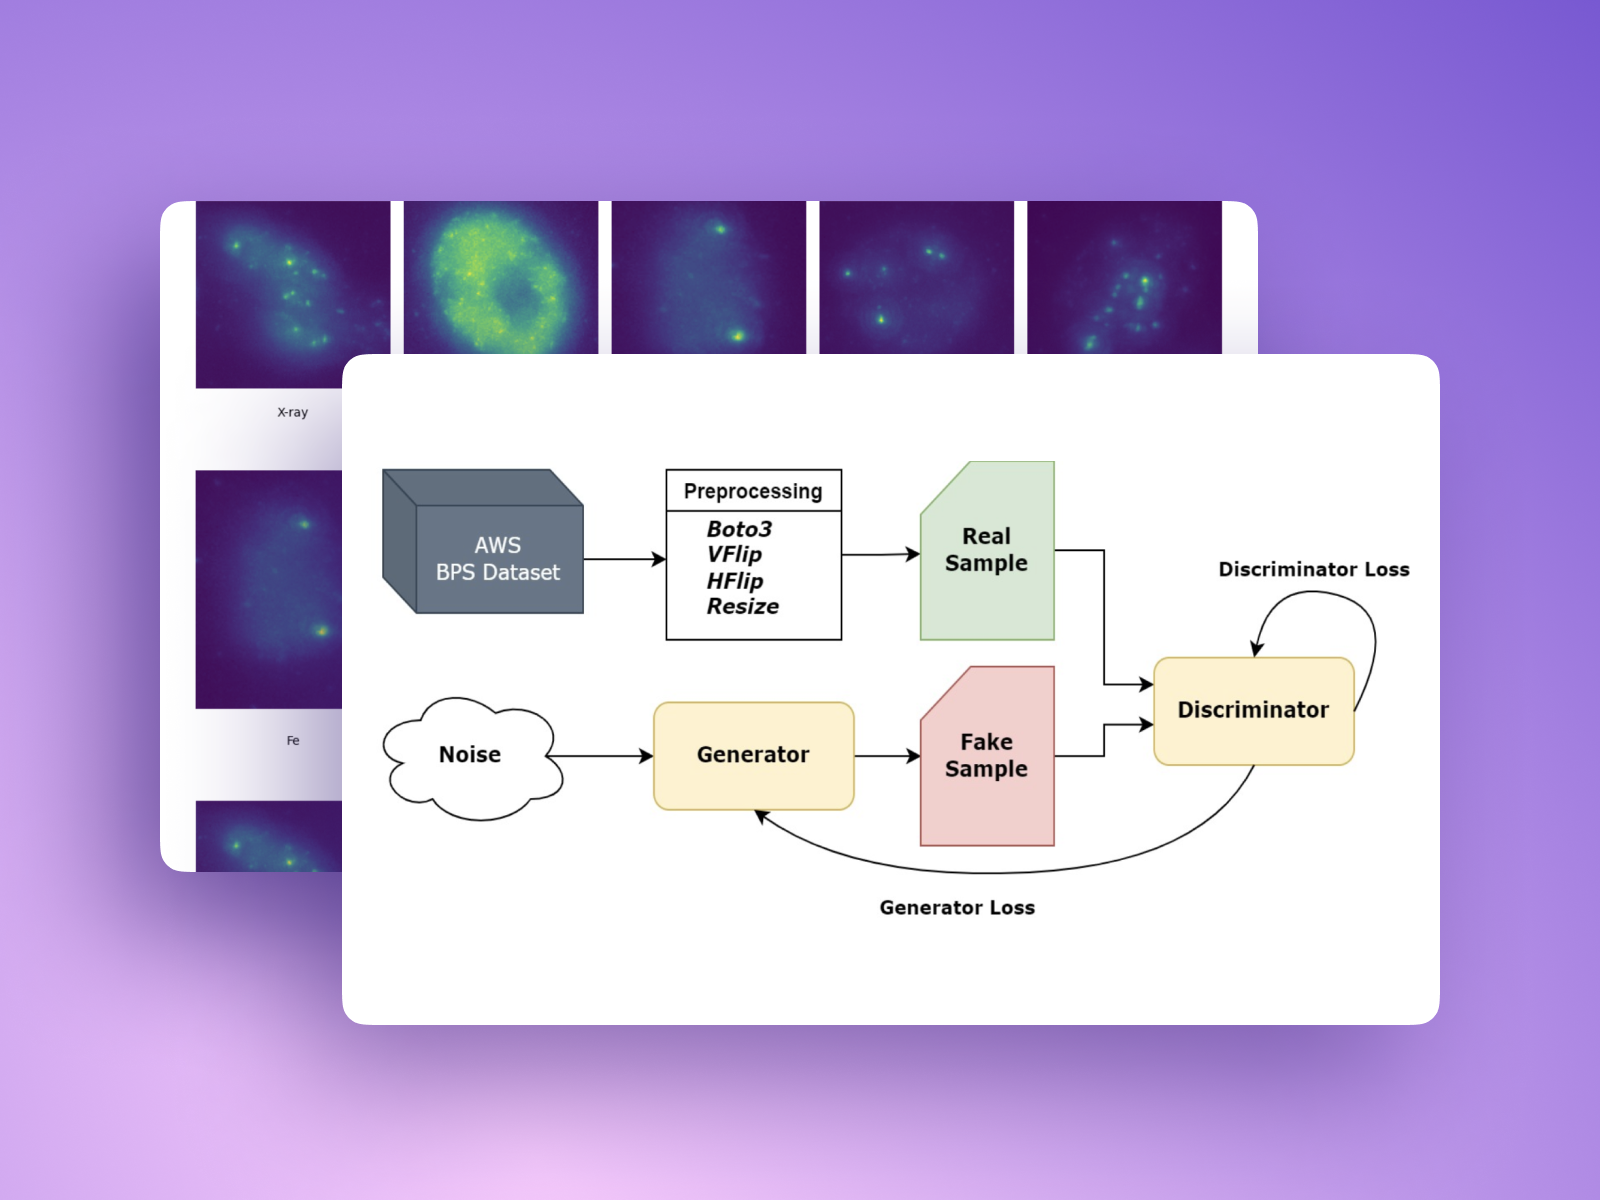 X-ray
Fe
AWS
BPS Dataset
Preprocessing
Boto3
VFlip
HFlip
Resize
Real
Sample
Discriminator Loss
Noise
Generator
Fake
Sample
Discriminator
Generator Loss